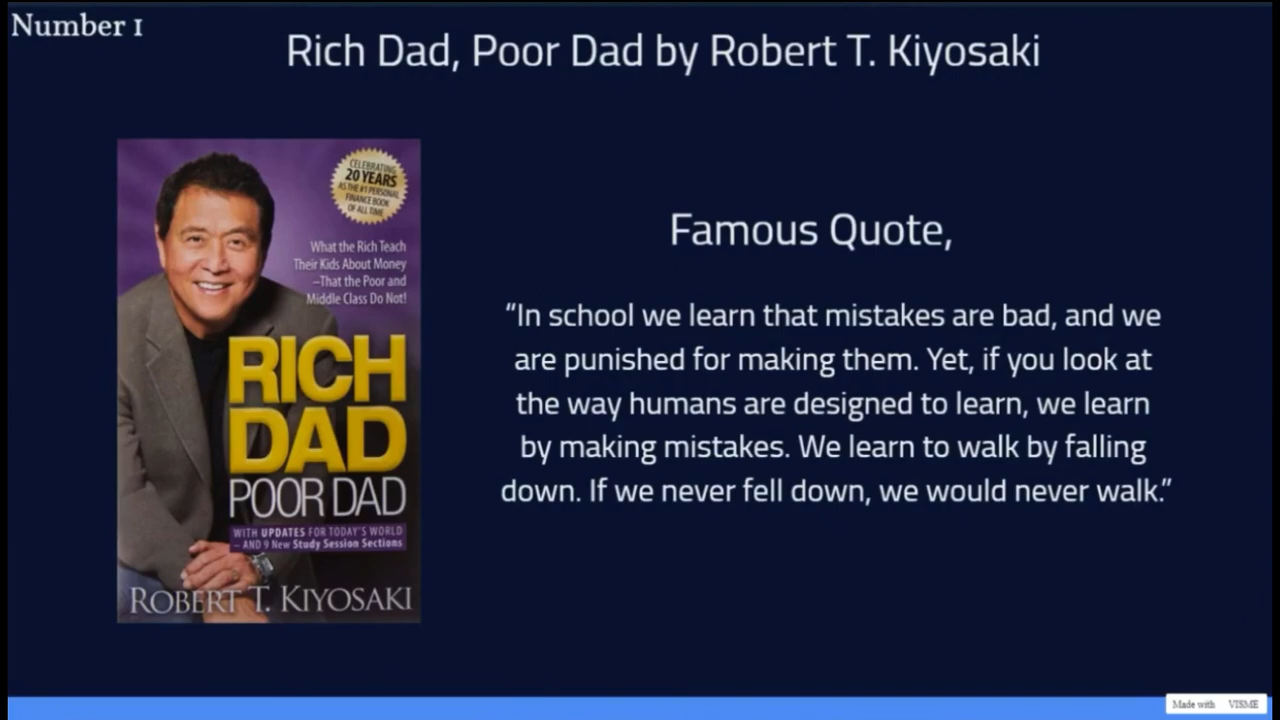 Number 1
Rich Dad, Poor Dad by Robert T. Kiyosaki
CELEBRATING
20 YEARS
AS THE #1 PERSONAL
FINANCE BOOK
OF ALL TIME
What the Rich Teach
Their Kids About Money
–That the Poor and
Middle Class Do Not!
RICH
DAD
POOR DAD
WITH UPDATES FOR TODAY'S WORLD
– AND 9 New Study Session Sections
ROBERT T. KIYOSAKI
Famous Quote,
“In school we learn that mistakes are bad, and we
are punished for making them. Yet, if you look at
the way humans are designed to learn, we learn
by making mistakes. We learn to walk by falling
down. If we never fell down, we would never walk.”
Made with VISME